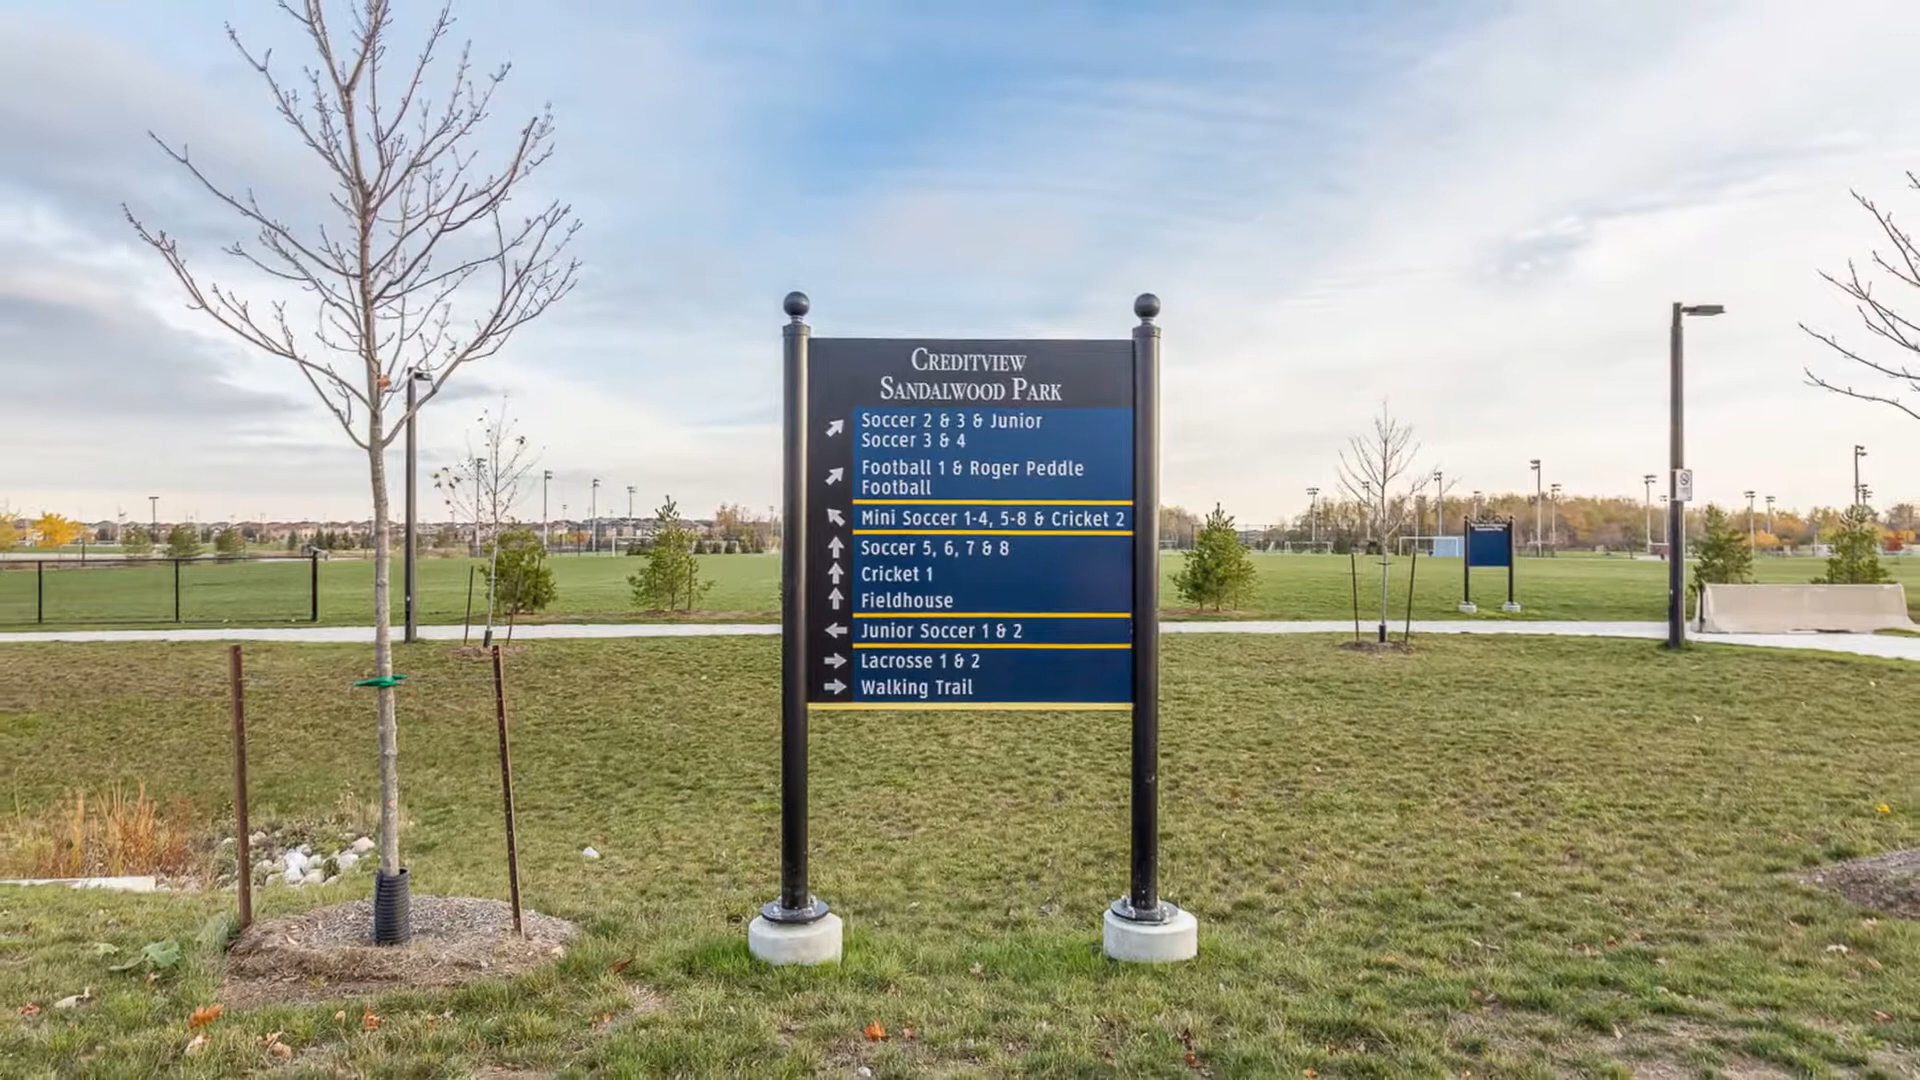 Creditview
Sandalwood Park
Soccer 2 & 3 & Junior
Soccer 3 & 4
Football 1 & Roger Peddle
Football
Mini Soccer 1-4, 5-8 & Cricket 2
Soccer 5, 6, 7 & 8
Cricket 1
Fieldhouse
Junior Soccer 1 & 2
Lacrosse 1 & 2
Walking Trail